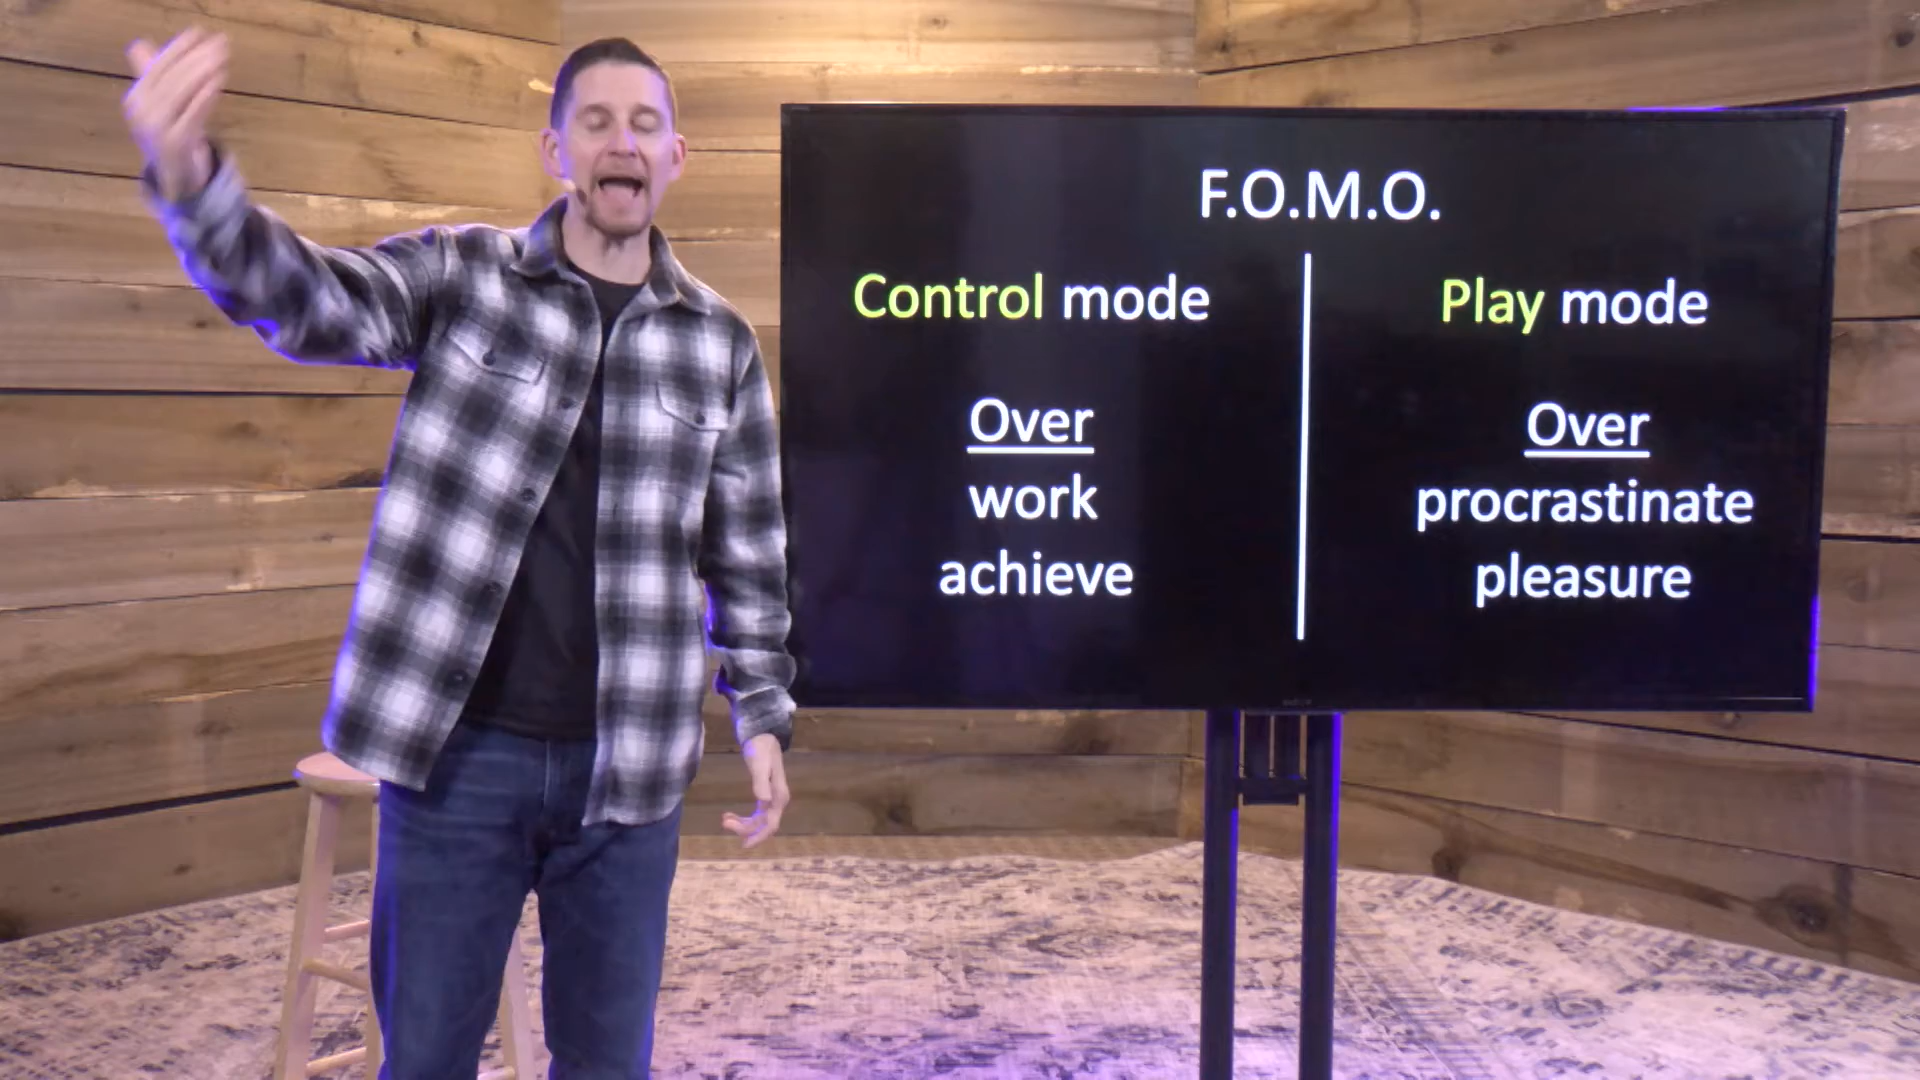 F.O.M.O.
Control mode
Over
work
achieve
Play mode
Over
procrastinate
pleasure